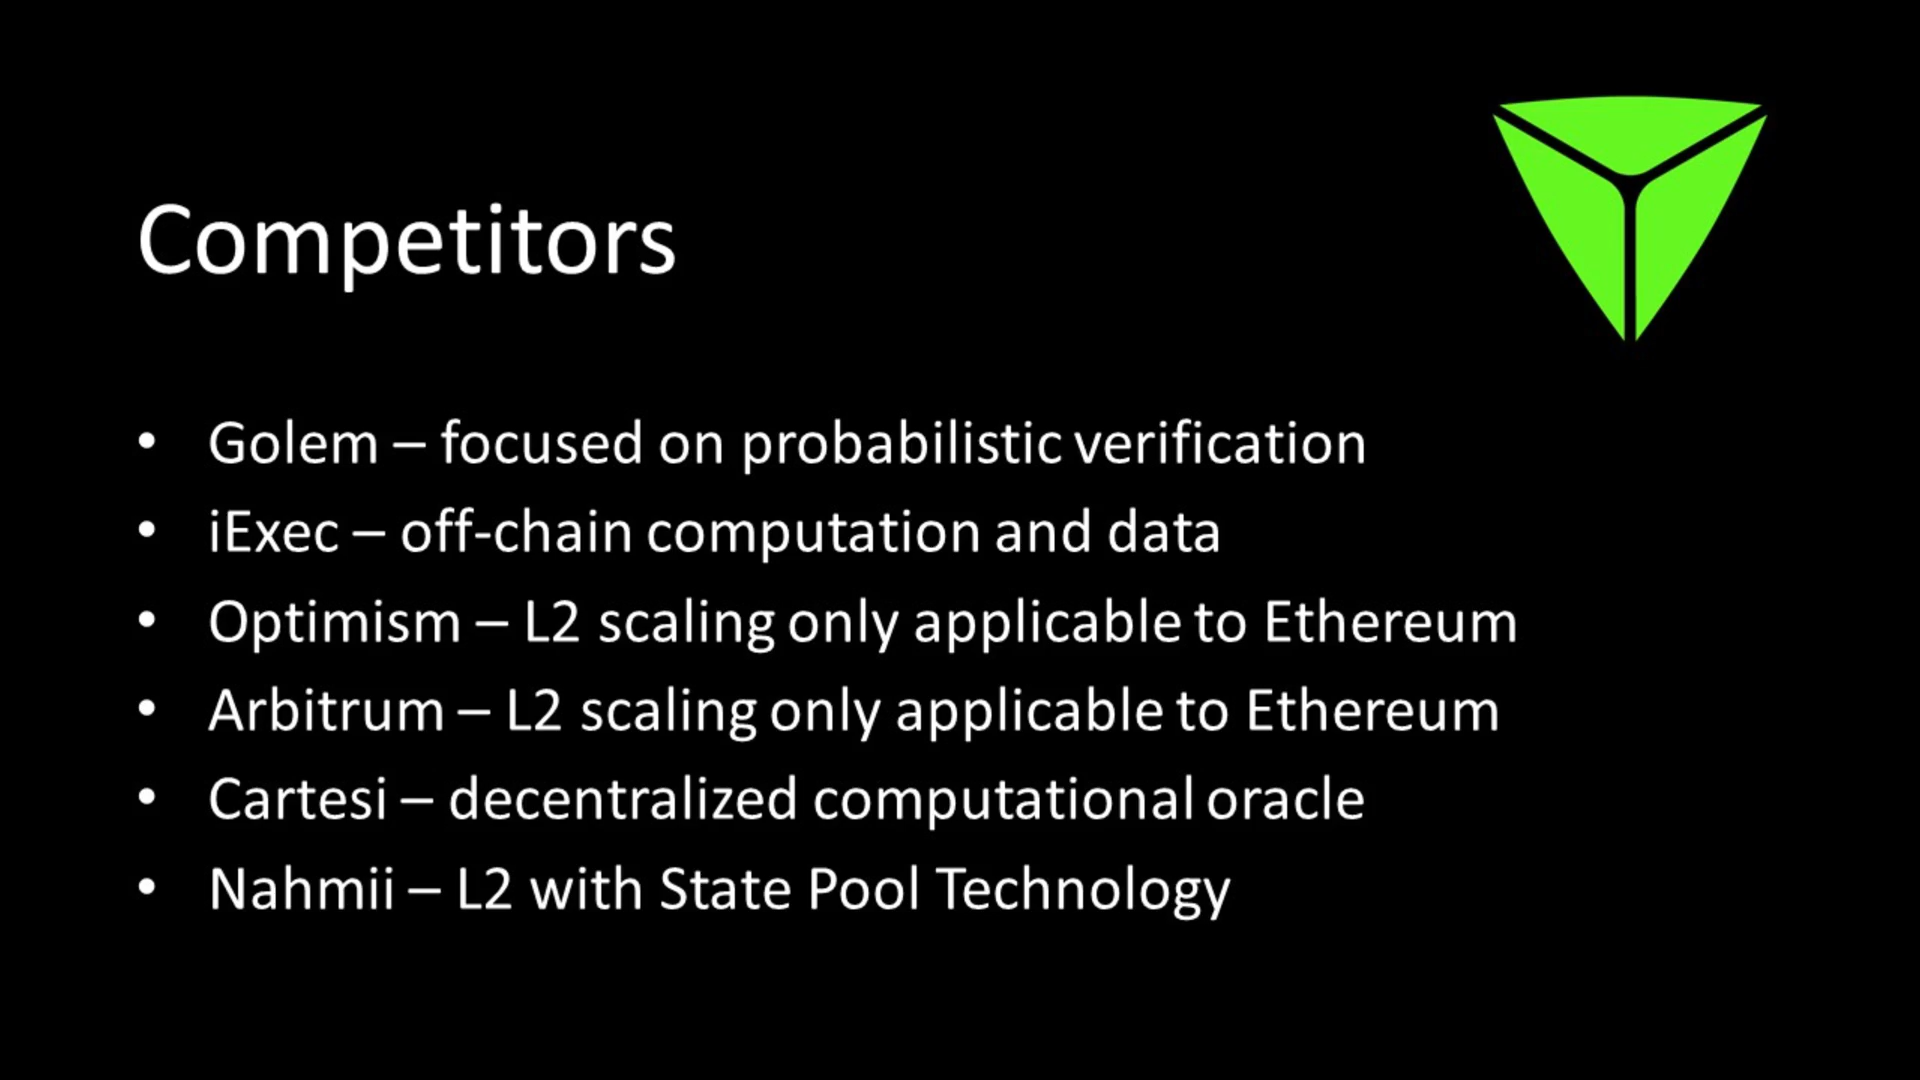 Competitors
• Golem – focused on probabilistic verification
• iExec – off-chain computation and data
• Optimism – L2 scaling only applicable to Ethereum
• Arbitrum – L2 scaling only applicable to Ethereum
• Cartesi – decentralized computational oracle
• Nahmii – L2 with State Pool Technology